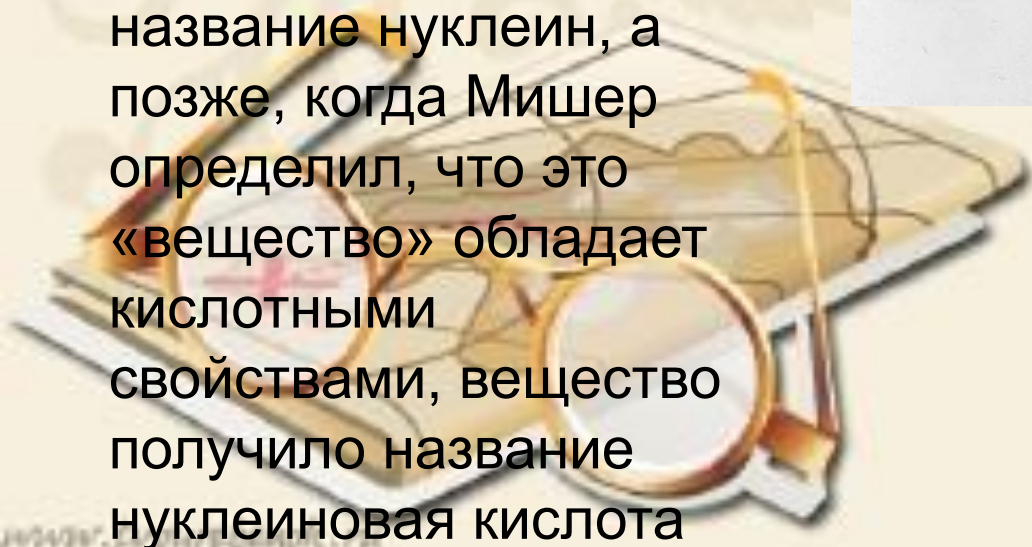 название нуклеин, а
позже, когда Мишер
определил, что это
«вещество» обладает
кислотными
свойствами, вещество
получило название
нуклеиновая кислота